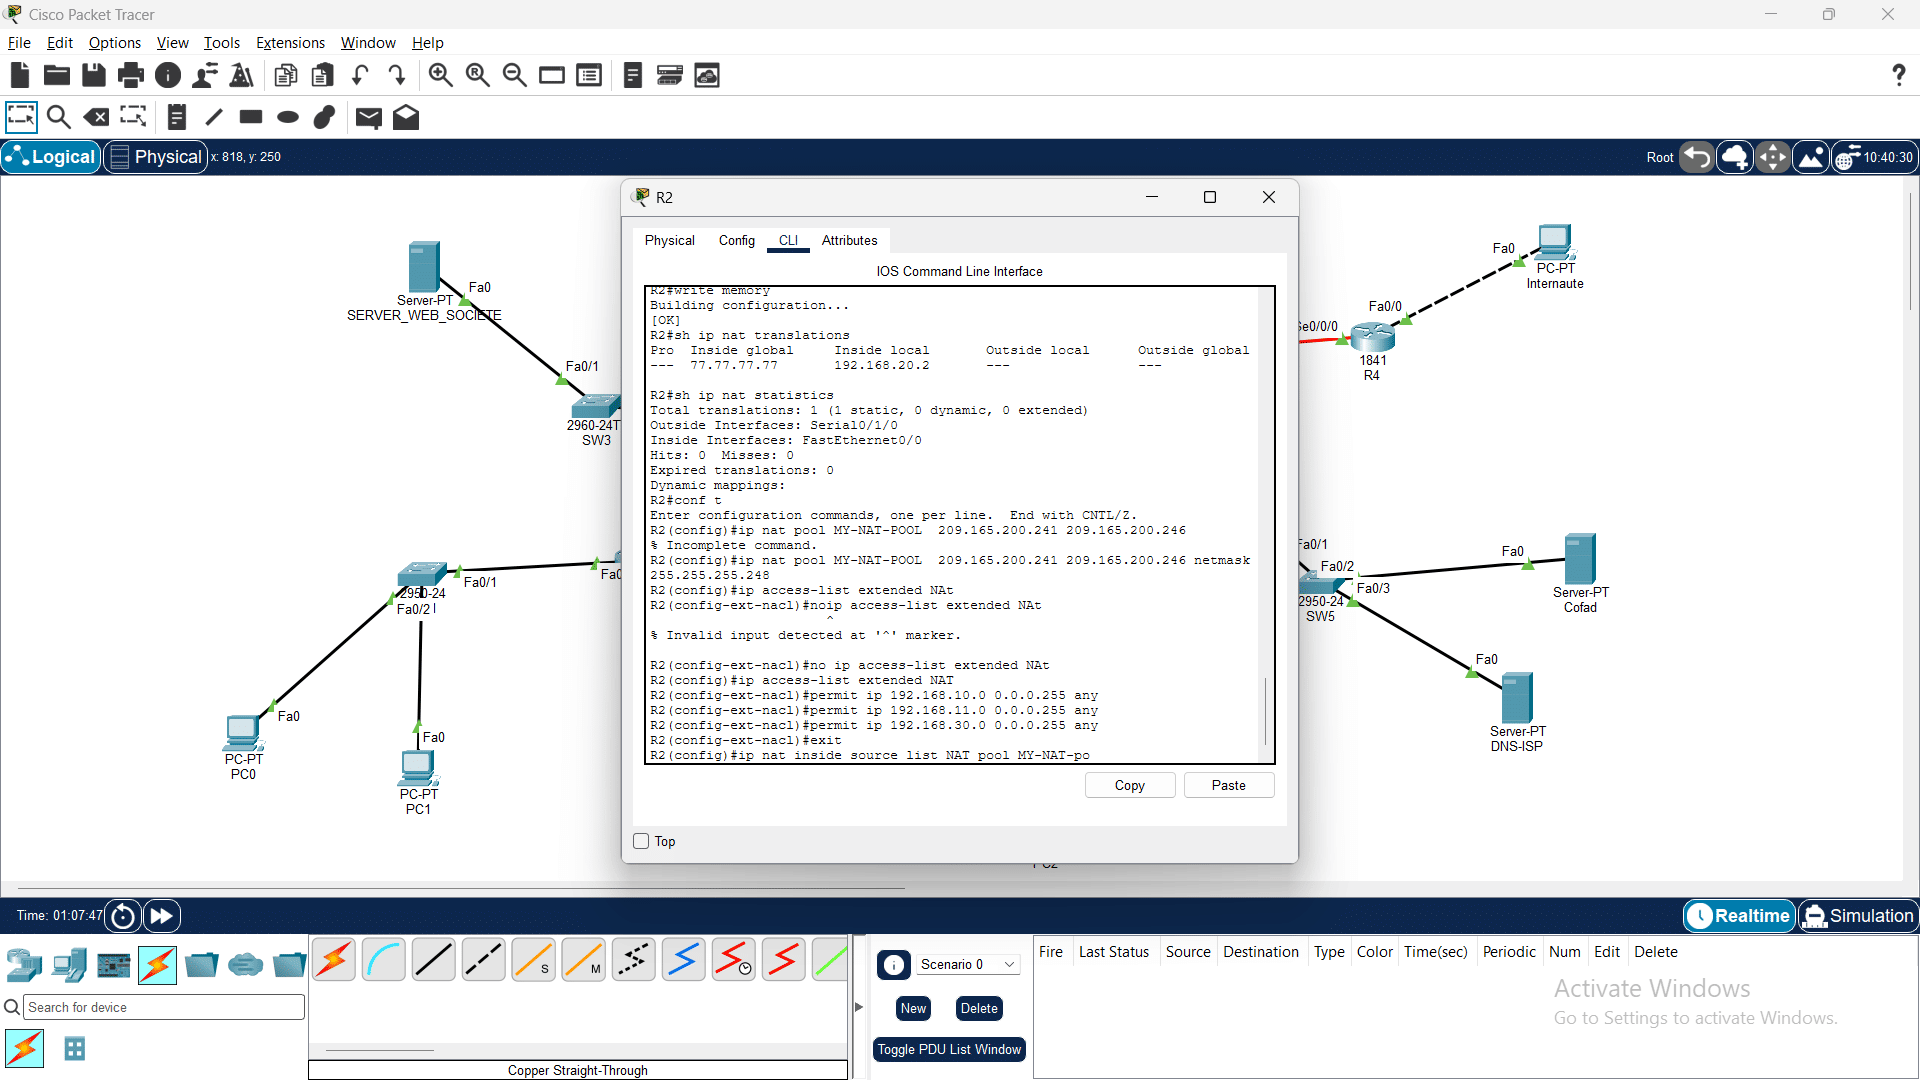 Cisco Packet Tracer
File Edit Options View Tools Extensions Window Help
Logical Physical x: 818, y: 250 Root 10:40:30
R2
Physical Config CLI Attributes
IOS Command Line Interface
R2#write memory
Building configuration...
[OK]
R2#sh ip nat translations
Pro Inside global Inside local Outside local Outside global
--- 77.77.77.77 192.168.20.2 --- ---
R2#sh ip nat statistics
Total translations: 1 (1 static, 0 dynamic, 0 extended)
Outside Interfaces: Serial0/1/0
Inside Interfaces: FastEthernet0/0
Hits: 0 Misses: 0
Expired translations: 0
Dynamic mappings:
R2#conf t
Enter configuration commands, one per line. End with CNTL/Z.
R2(config)#ip nat pool MY-NAT-POOL 209.165.200.241 209.165.200.246
% Incomplete command.
R2(config)#ip nat pool MY-NAT-POOL 209.165.200.241 209.165.200.246 netmask
255.255.255.248
R2(config)#ip access-list extended NAt
R2(config-ext-nacl)#noip access-list extended NAt
^
% Invalid input detected at '^' marker.
R2(config-ext-nacl)#no ip access-list extended NAt
R2(config)#ip access-list extended NAT
R2(config-ext-nacl)#permit ip 192.168.10.0 0.0.0.255 any
R2(config-ext-nacl)#permit ip 192.168.11.0 0.0.0.255 any
R2(config-ext-nacl)#permit ip 192.168.30.0 0.0.0.255 any
R2(config-ext-nacl)#exit
R2(config)#ip nat inside source list NAT pool MY-NAT-po
Copy Paste
Top
Fa0
Server-PT
SERVER_WEB_SOCIETE
Fa0/1
2960-24T
SW3
Fa0/1
2950-24
Fa0/2
Fa0
PC-PT
PC0
Fa0
PC-PT
PC1
Fa0
PC-PT
Internaute
Fa0/0
Se0/0/0
1841
R4
Fa0/1
Fa0/2
Fa0/3
2950-24
SW5
Fa0
Server-PT
Cofad
Fa0
Server-PT
DNS-ISP
Time: 01:07:47 Realtime Simulation
Search for device
S
M
Copper Straight-Through
Scenario 0
New Delete
Toggle PDU List Window
Fire Last Status Source Destination Type Color Time(sec) Periodic Num Edit Delete
Activate Windows
Go to Settings to activate Windows.